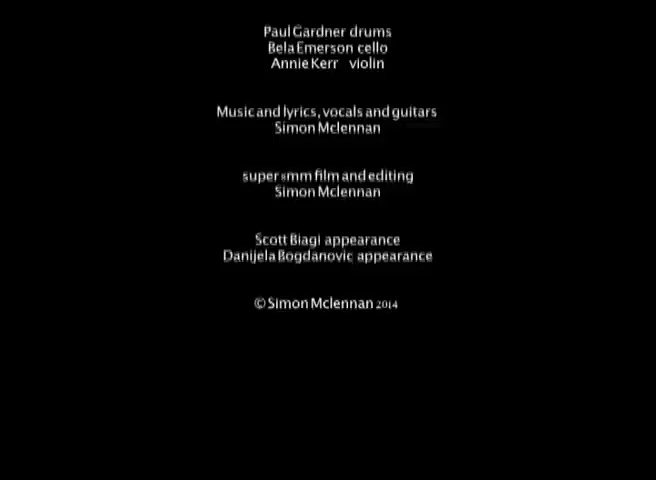 Paul Gardner drums
Bela Emerson cello
Annie Kerr violin
Music and lyrics, vocals and guitars
Simon Mclennan
super 8mm film and editing
Simon Mclennan
Scott Biagi appearance
Danijela Bogdanovic appearance
© Simon Mclennan 2014